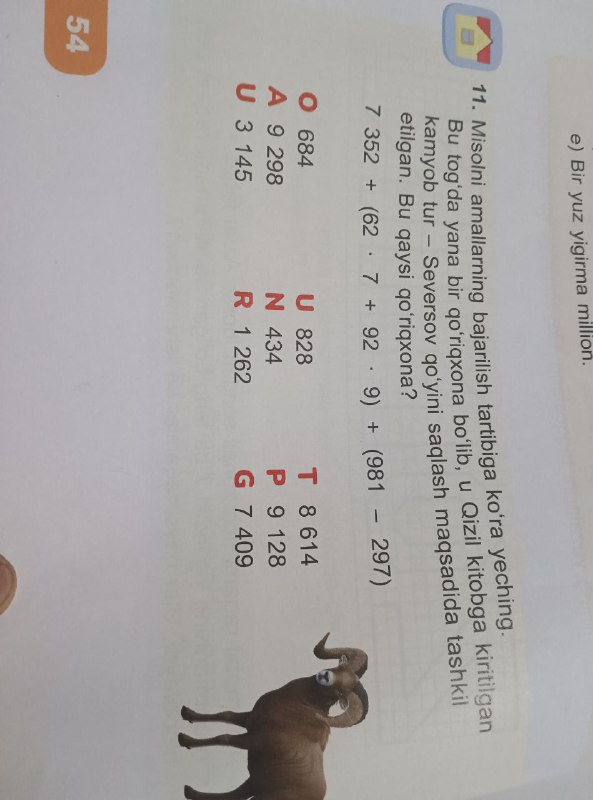 e) Bir yuz yigirma million.
11. Misolni amallarning bajarilish tartibiga ko'ra yeching.
Bu tog'da yana bir qo'riqxona bo'lib, u Qizil kitobga kiritilgan
kamyob tur – Seversov qo'yini saqlash maqsadida tashkil
etilgan. Bu qaysi qo'riqxona?
7 352 + (62 · 7 + 92 · 9) + (981 – 297)
O 684 U 828 T 8 614
A 9 298 N 434 P 9 128
U 3 145 R 1 262 G 7 409
54